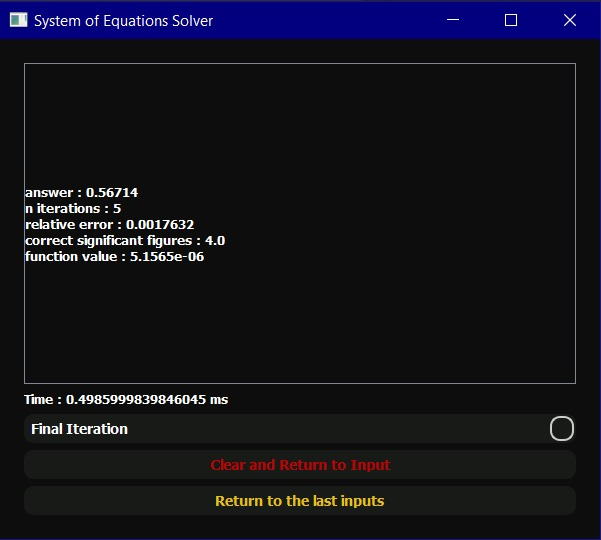 System of Equations Solver
answer : 0.56714
n iterations : 5
relative error : 0.0017632
correct significant figures : 4.0
function value : 5.1565e-06
Time : 0.4985999839846045 ms
Final Iteration
Clear and Return to Input
Return to the last inputs